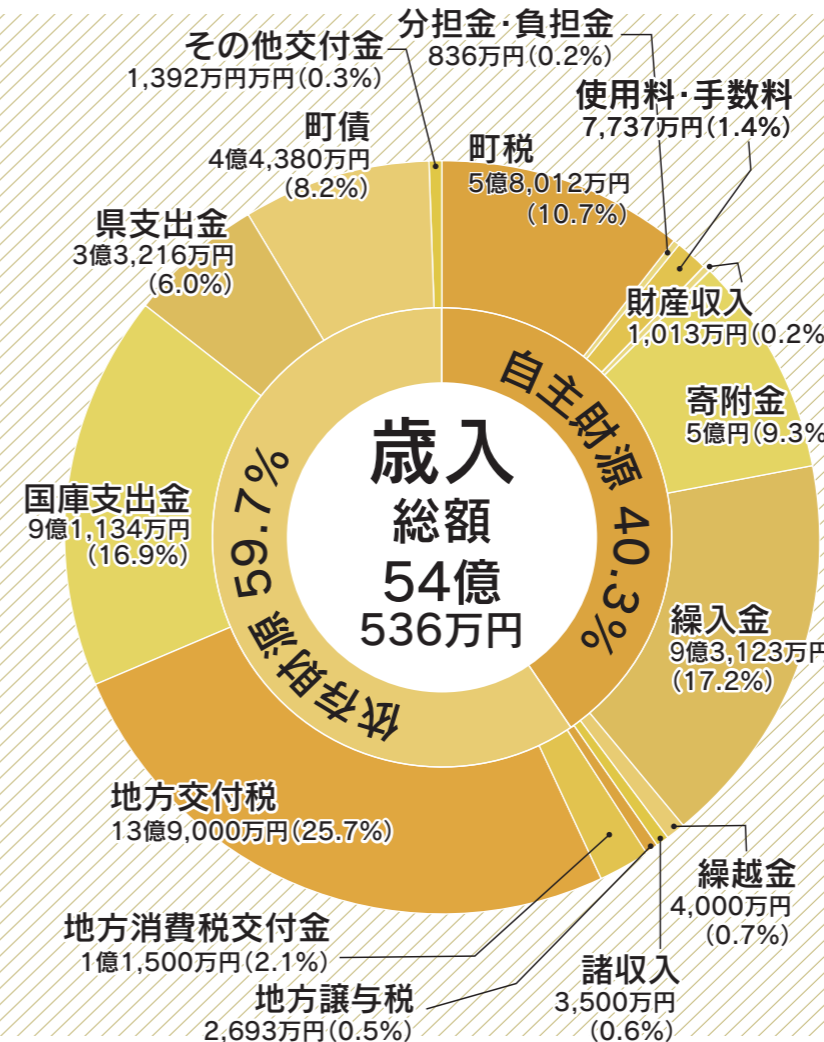 分担金・負担金
836万円(0.2%)
その他交付金
1,392万円万円(0.3%)
使用料・手数料
7,737万円(1.4%)
町債
4億4,380万円
(8.2%)
町税
5億8,012万円
(10.7%)
県支出金
3億3,216万円
(6.0%)
財産収入
1,013万円(0.2%
寄附金
5億円(9.3%
自主財源 40.3%
歳入
総額
54億
536万円
依存財源 59.7%
国庫支出金
9億1,134万円
(16.9%)
繰入金
9億3,123万円
(17.2%)
地方交付税
13億9,000万円(25.7%)
繰越金
4,000万円
(0.7%)
地方消費税交付金
1億1,500万円(2.1%)
諸収入
3,500万円
(0.6%)
地方譲与税
2,693万円(0.5%)